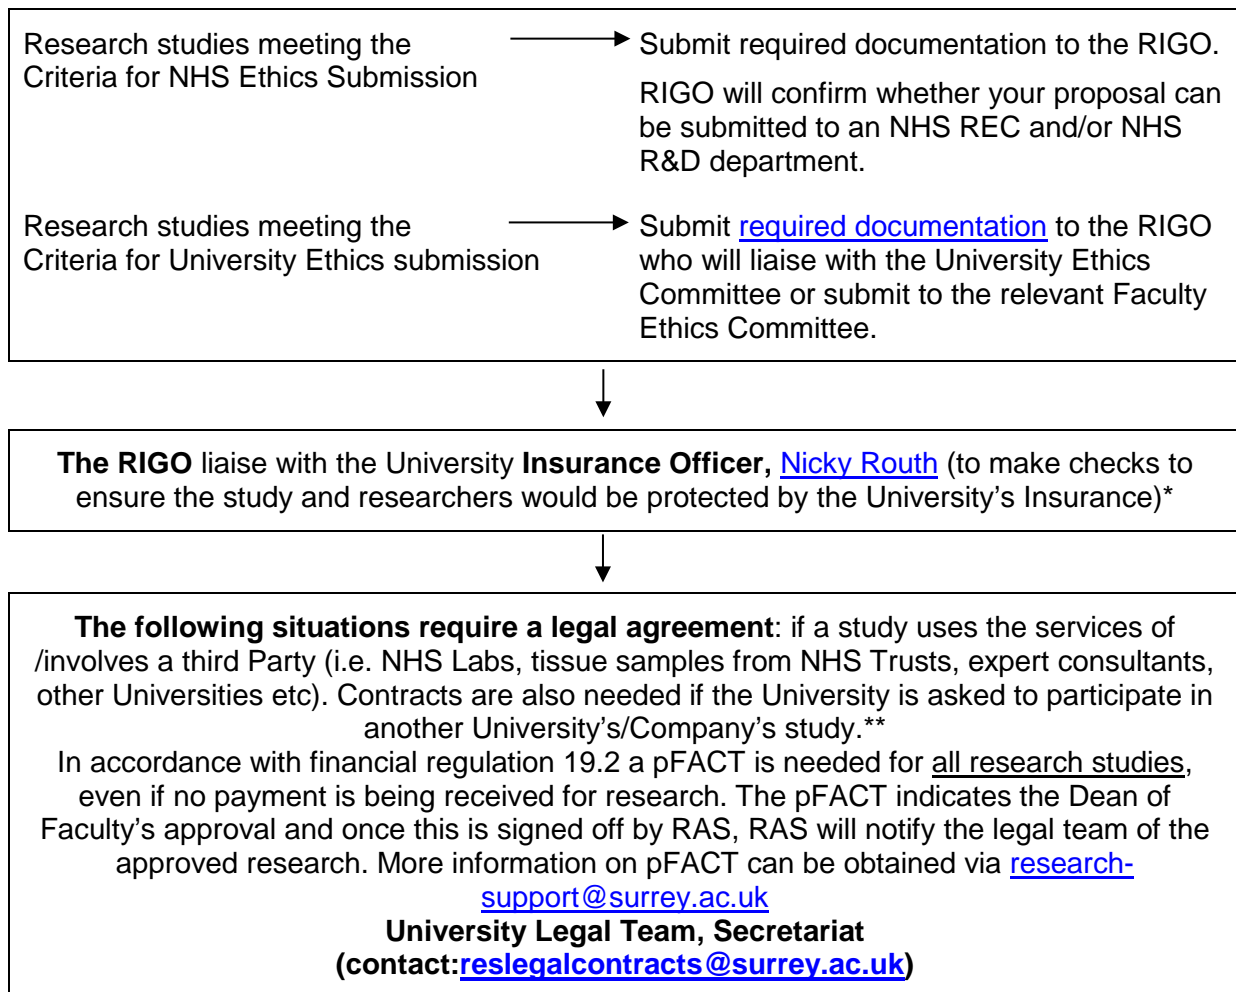 Research studies meeting the
Criteria for NHS Ethics Submission
Submit required documentation to the RIGO.
RIGO will confirm whether your proposal can
be submitted to an NHS REC and/or NHS
R&D department.
Research studies meeting the
Criteria for University Ethics submission
Submit required documentation to the RIGO
who will liaise with the University Ethics
Committee or submit to the relevant Faculty
Ethics Committee.
The RIGO liaise with the University Insurance Officer, Nicky Routh (to make checks to
ensure the study and researchers would be protected by the University's Insurance)*
The following situations require a legal agreement: if a study uses the services of
/involves a third Party (i.e. NHS Labs, tissue samples from NHS Trusts, expert consultants,
other Universities etc). Contracts are also needed if the University is asked to participate in
another University's/Company's study.**
In accordance with financial regulation 19.2 a pFACT is needed for all research studies,
even if no payment is being received for research. The pFACT indicates the Dean of
Faculty's approval and once this is signed off by RAS, RAS will notify the legal team of the
approved research. More information on pFACT can be obtained via research-
support@surrey.ac.uk
University Legal Team, Secretariat
(contact:reslegalcontracts@surrey.ac.uk)